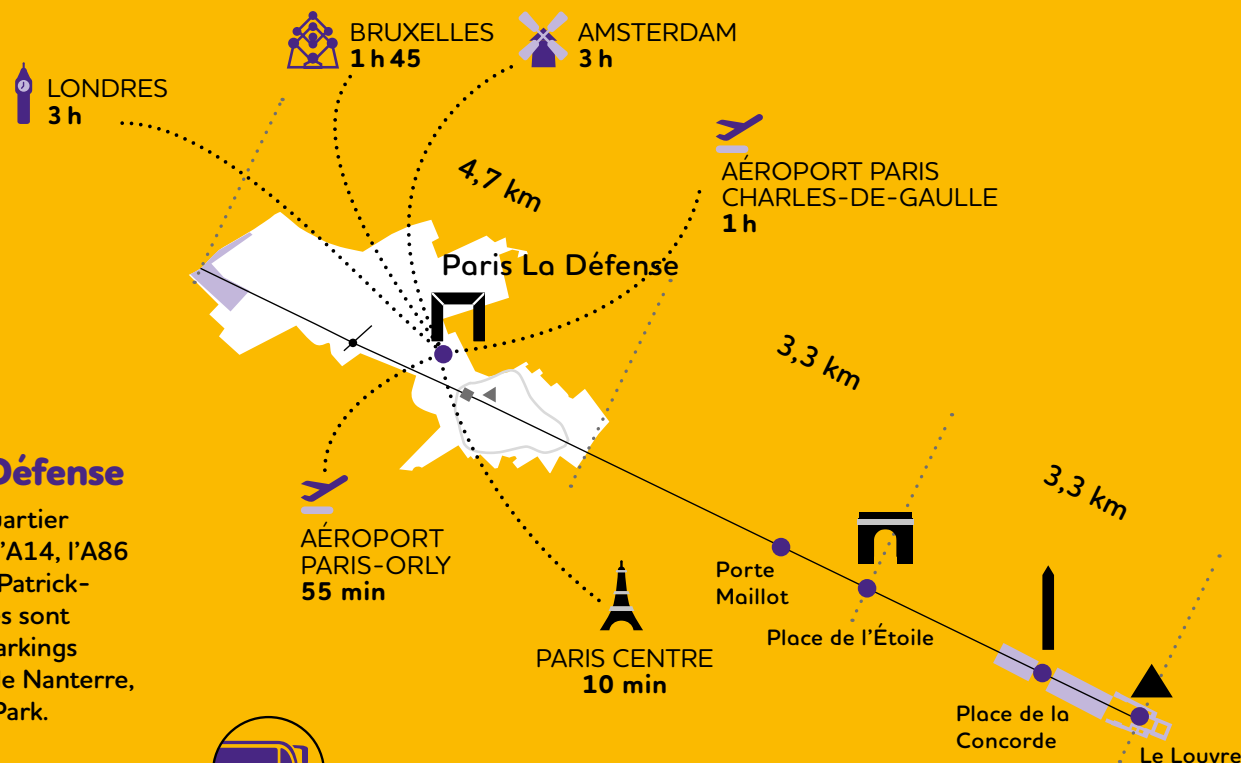 BRUXELLES
1 h 45
AMSTERDAM
3 h
LONDRES
3 h
4,7 km
AÉROPORT PARIS
CHARLES-DE-GAULLE
1 h
Paris La Défense
3,3 km
3,3 km
Défense
l'A14, l'A86
Patrick-
sont
de Nanterre,
Park.
AÉROPORT
PARIS-ORLY
55 min
PARIS CENTRE
10 min
Porte
Maillot
Place de l'Étoile
Place de la
Concorde
Le Louvre